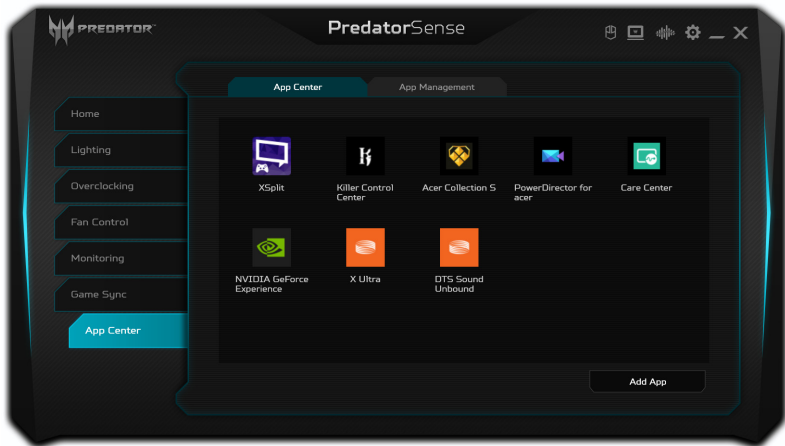 PREDATOR
PredatorSense
App Center
App Management
Home
Lighting
Overclocking
Fan Control
Monitoring
Game Sync
App Center
XSplit
Killer Control
Center
Acer Collection S
PowerDirector for
acer
Care Center
NVIDIA GeForce
Experience
X Ultra
DTS Sound
Unbound
Add App